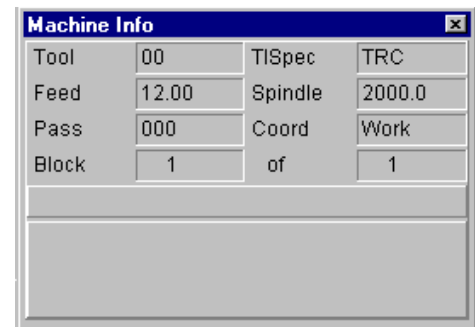 Machine Info
Tool 00 TlSpec TRC
Feed 12.00 Spindle 2000.0
Pass 000 Coord Work
Block 1 of 1